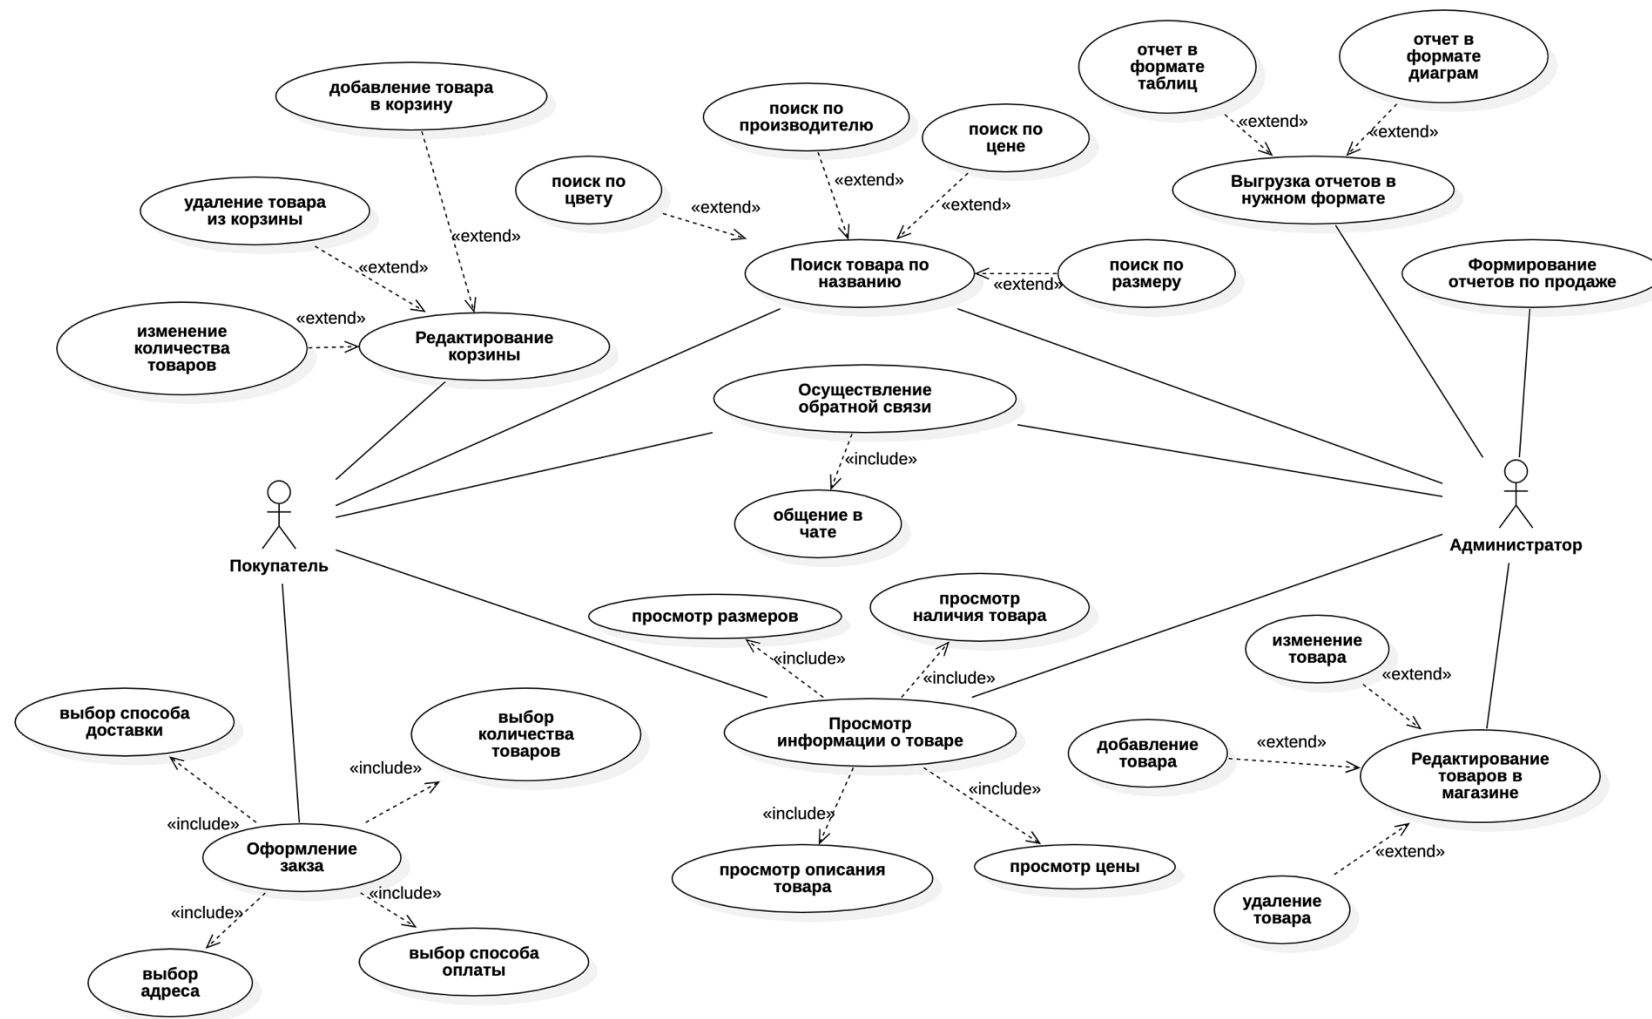 отчет в
формате
таблиц
отчет в
формате
диаграм
добавление товара
в корзину
поиск по
производителю
поиск по
цене
«extend»
«extend»
поиск по
цвету
«extend»
Выгрузка отчетов в
нужном формате
удаление товара
из корзины
«extend»
«extend»
«extend»
«extend»
Поиск товара по
названию
поиск по
размеру
«extend»
Формирование
отчетов по продаже
изменение
количества
товаров
«extend»
«extend»
Редактирование
корзины
Осуществление
обратной связи
«include»
общение в
чате
Покупатель
Администратор
просмотр размеров
просмотр
наличия товара
«include»
«include»
изменение
товара
«extend»
выбор способа
доставки
выбор
количества
товаров
Просмотр
информации о товаре
добавление
товара
«extend»
Редактирование
товаров в
магазине
«include»
«include»
«include»
«include»
Оформление
закза
просмотр описания
товара
просмотр цены
«extend»
удаление
товара
«include»
«include»
выбор
адреса
выбор способа
оплаты